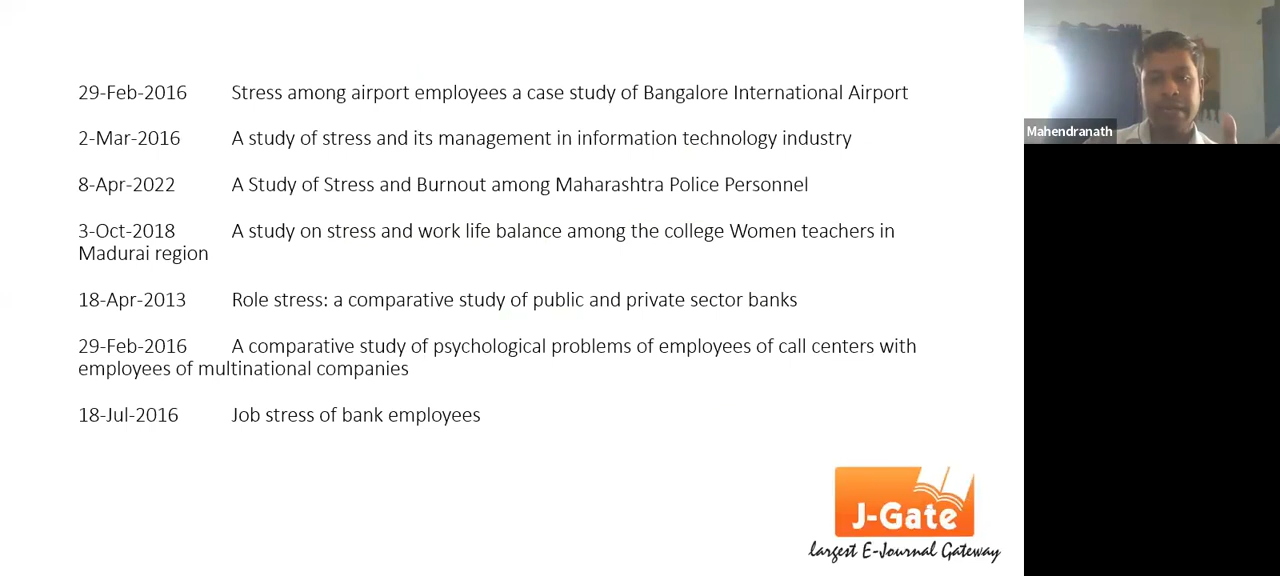 29-Feb-2016 Stress among airport employees a case study of Bangalore International Airport
Mahendranath
2-Mar-2016 A study of stress and its management in information technology industry
8-Apr-2022 A Study of Stress and Burnout among Maharashtra Police Personnel
3-Oct-2018 A study on stress and work life balance among the college Women teachers in
Madurai region
18-Apr-2013 Role stress: a comparative study of public and private sector banks
29-Feb-2016 A comparative study of psychological problems of employees of call centers with
employees of multinational companies
18-Jul-2016 Job stress of bank employees
J-Gate
largest E-Journal Gateway